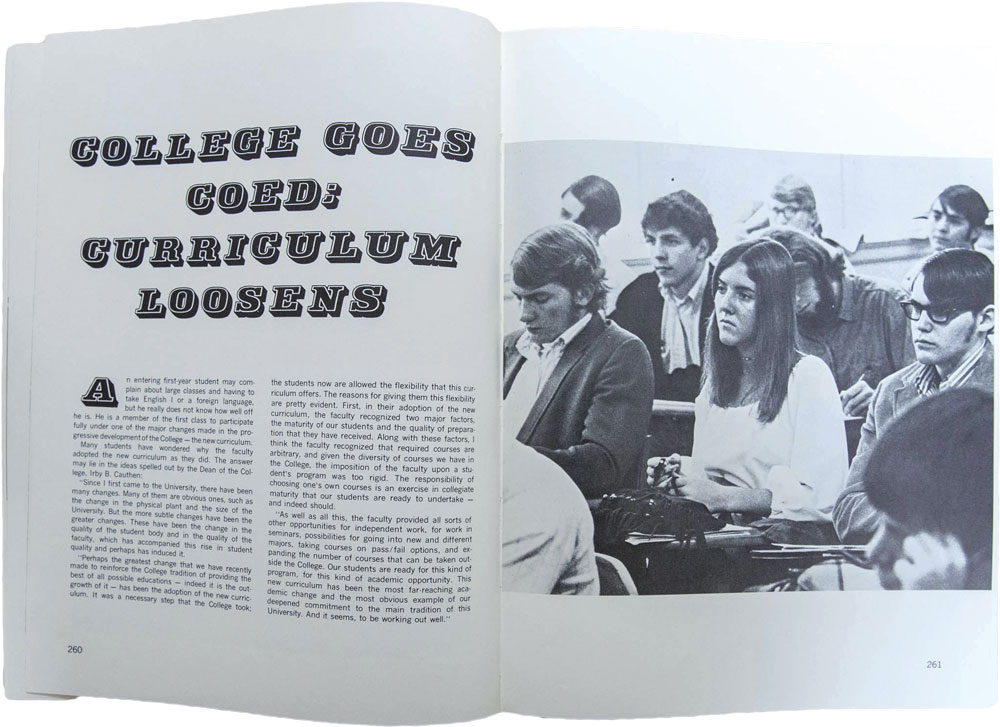 COLLEGE GOES
COED:
CURRICULUM
LOOSENS
An entering first-year student may com-
plain about large classes and having to
take English I or a foreign language,
but he really does not know how well off
he is. He is a member of the first class to participate
fully under one of the major changes made in the pro-
gressive development of the College — the new curriculum.
Many students have wondered why the faculty
adopted the new curriculum as they did. The answer
may lie in the ideas spelled out by the Dean of the Col-
lege, Irby B. Cauthen:
"Since I first came to the University, there have been
many changes. Many of them are obvious ones, such as
the change in the physical plant and the size of the
University. But the more subtle changes have been the
greater changes. These have been the change in the
quality of the student body and in the quality of the
faculty, which has accompanied this rise in student
quality and perhaps has induced it.
"Perhaps the greatest change that we have recently
made to reinforce the College tradition of providing the
best of all possible educations — indeed it is the out-
growth of it — has been the adoption of the new curric-
ulum. It was a necessary step that the College took;
the students now are allowed the flexibility that this cur-
riculum offers. The reasons for giving them this flexibility
are pretty evident. First, in their adoption of the new
curriculum, the faculty recognized two major factors,
the maturity of our students and the quality of prepara-
tion that they have received. Along with these factors, I
think the faculty recognized that required courses are
arbitrary, and given the diversity of courses we have in
the College, the imposition of the faculty upon a stu-
dent's program was too rigid. The responsibility of
choosing one's own courses is an exercise in collegiate
maturity that our students are ready to undertake —
and indeed should.
"As well as all this, the faculty provided all sorts of
other opportunities for independent work, for work in
seminars, possibilities for going into new and different
majors, taking courses on pass/fail options, and ex-
panding the number of courses that can be taken out-
side the College. Our students are ready for this kind of
program, for this kind of academic opportunity. This
new curriculum has been the most far-reaching aca-
demic change and the most obvious example of our
deepened commitment to the main tradition of this
University. And it seems, to be working out well."
260
261